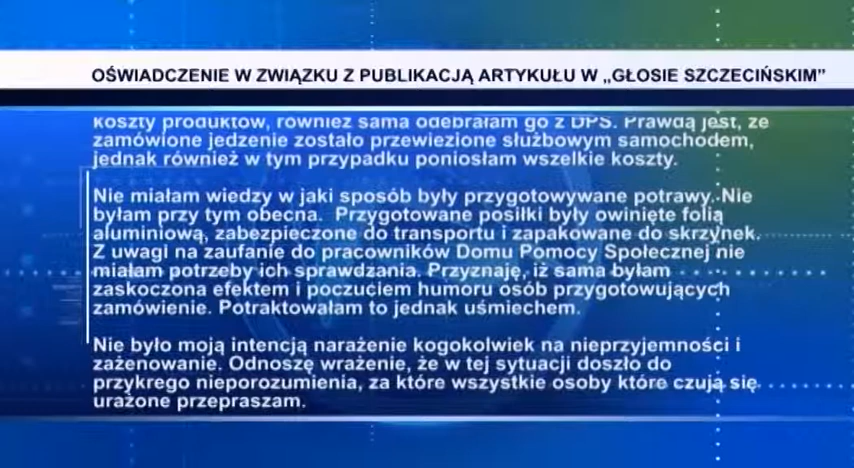 OŚWIADCZENIE W ZWIĄZKU Z PUBLIKACJĄ ARTYKUŁU W „GŁOSIE SZCZECIŃSKIM”
koszty produktów, również sama odebrałam go z DPS. Prawdą jest, że
zamówione jedzenie zostało przewiezione służbowym samochodem,
jednak również w tym przypadku poniosłam wszelkie koszty.
Nie miałam wiedzy w jaki sposób były przygotowywane potrawy. Nie
byłam przy tym obecna. Przygotowane posiłki były owinięte folią
aluminiową, zabezpieczone do transportu i zapakowane do skrzynek.
Z uwagi na zaufanie do pracowników Domu Pomocy Społecznej nie
miałam potrzeby ich sprawdzania. Przyznaję, iż sama byłam
zaskoczona efektem i poczuciem humoru osób przygotowujących
zamówienie. Potraktowałam to jednak uśmiechem.
Nie było moją intencją narażenie kogokolwiek na nieprzyjemności i
zażenowanie. Odnoszę wrażenie, że w tej sytuacji doszło do
przykrego nieporozumienia, za które wszystkie osoby które czują się
urażone przepraszam.